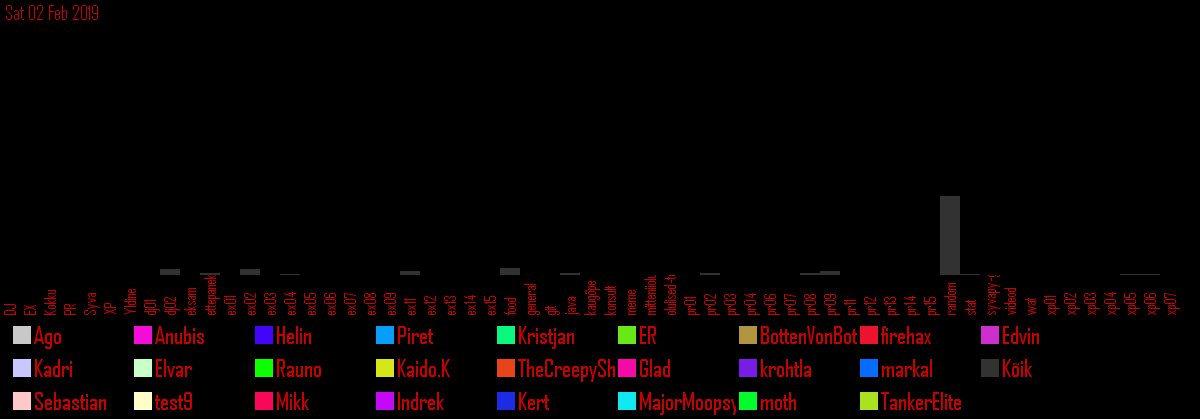 Sat 02 Feb 2019
DJ EX Kokku PR Syva XP Yldine dj01 dj02 eksam ettepanek ex01 ex02 ex03 ex04 ex05 ex06 ex07 ex08 ex09 ex11 ex12 ex13 ex14 ex15 food general git java kangipe konsult meme mitteriiolu olulised-h pr01 pr02 pr03 pr04 pr06 pr07 pr08 pr09 pr11 pr12 pr13 pr14 pr15 random stat syvapy- videod wat xp01 xp02 xp03 xp04 xp05 xp06 xp07
Ago Anubis Helin Piret Kristjan ER BottenVonBot firehax Edvin
Kadri Elvar Rauno Kaido.K TheCreepySh Glad krohtla markal Kõik
Sebastian test9 Mikk Indrek Kert MajorMoopsy moth TankerElite